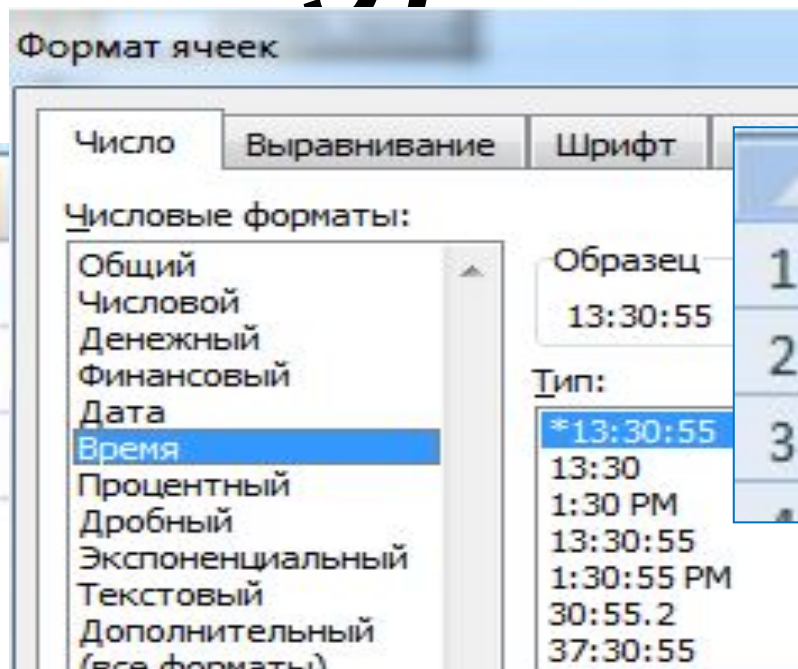 Формат ячеек
Число
Выравнивание
Шрифт
Числовые форматы:
Общий
Числовой
Денежный
Финансовый
Дата
Время
Процентный
Дробный
Экспоненциальный
Текстовый
Дополнительный
(все форматы)
Образец
13:30:55
Тип:
*13:30:55
13:30
1:30 PM
13:30:55
1:30:55 PM
30:55.2
37:30:55
1
2
3